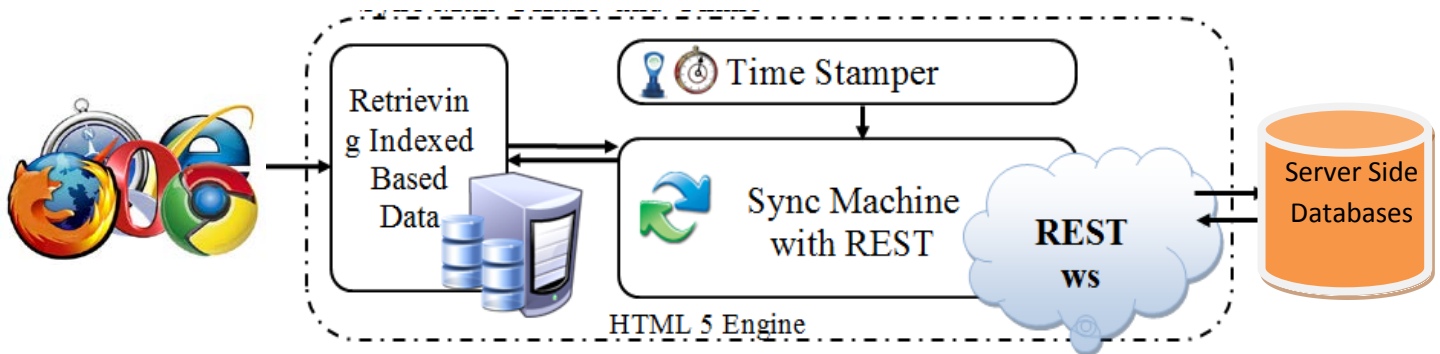 Retrievin
g Indexed
Based
Data
Time Stamper
Sync Machine
with REST
REST
ws
Server Side
Databases
HTML 5 Engine